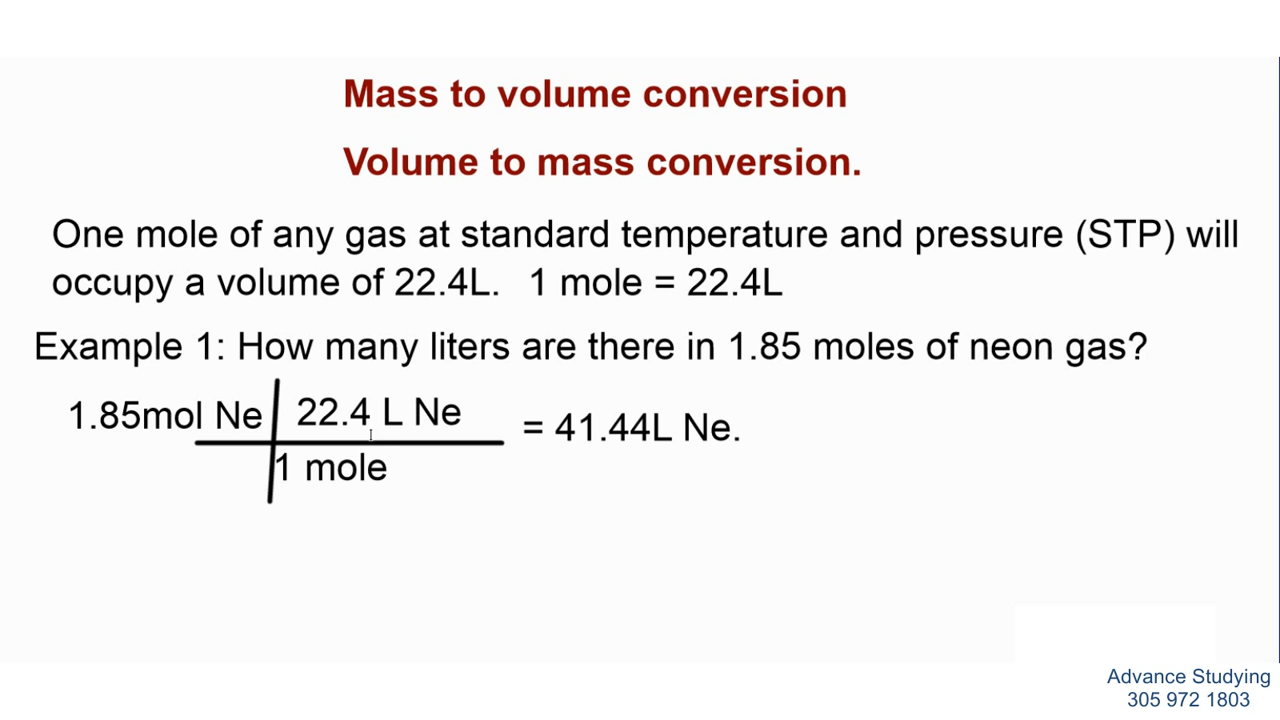 Mass to volume conversion
Volume to mass conversion.
One mole of any gas at standard temperature and pressure (STP) will
occupy a volume of 22.4L. 1 mole = 22.4L
Example 1: How many liters are there in 1.85 moles of neon gas?
1.85mol Ne 22.4 L Ne
= 41.44L Ne.
1 mole
Advance Studying
305 972 1803